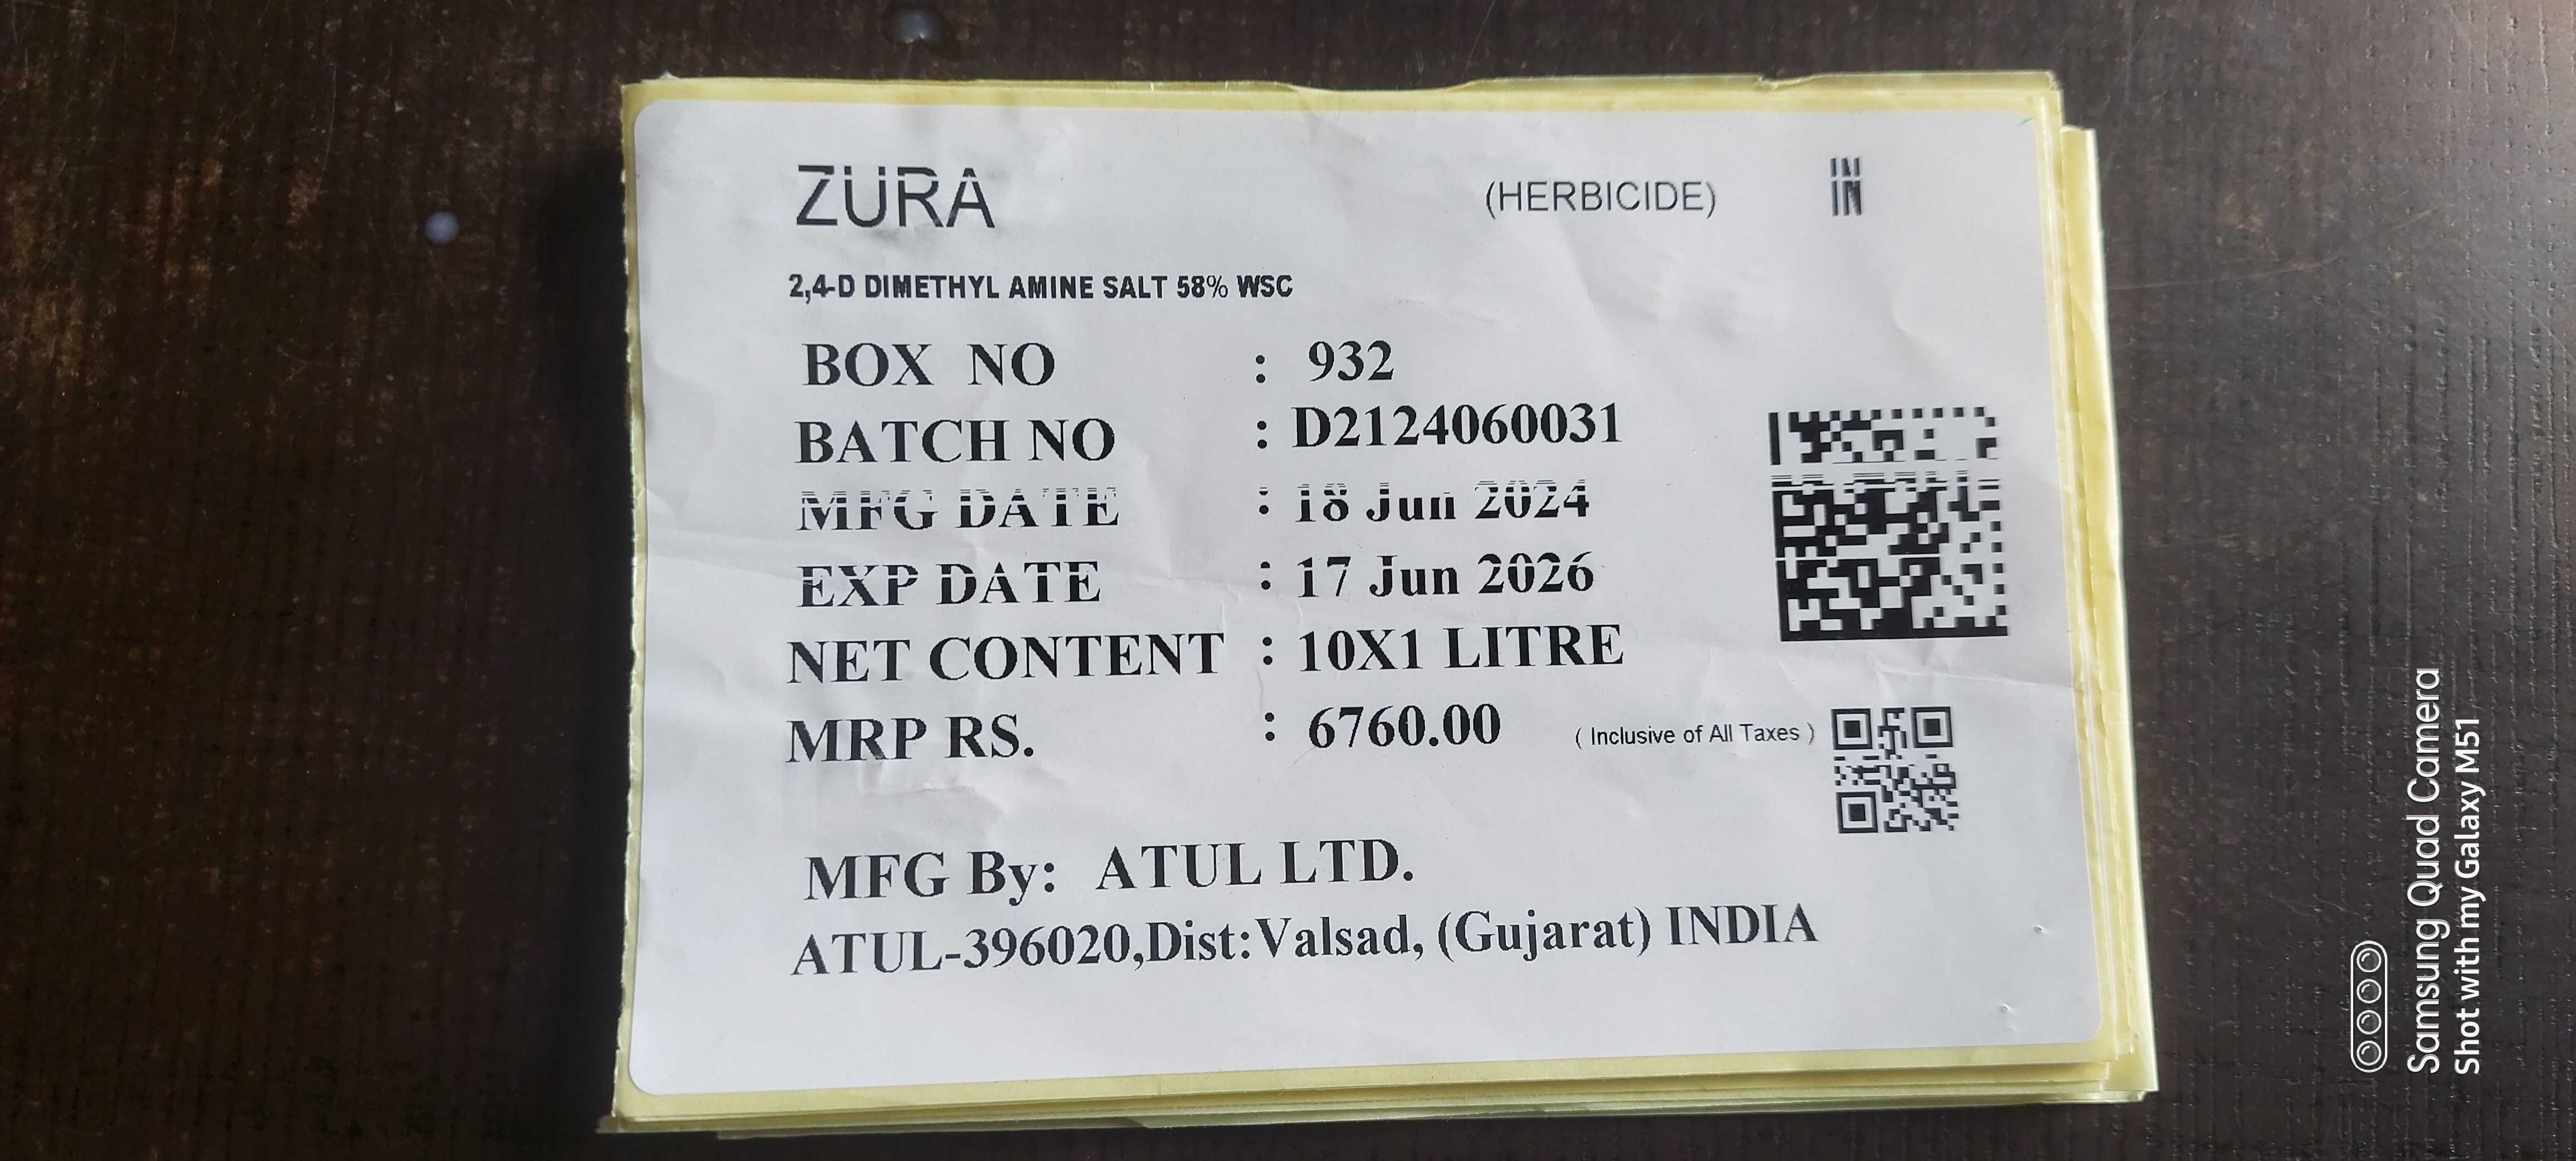 ZURA (HERBICIDE) IN
2,4-D DIMETHYL AMINE SALT 58% WSC
BOX NO : 932
BATCH NO : D2124060031
MFG DATE : 18 Jun 2024
EXP DATE : 17 Jun 2026
NET CONTENT : 10X1 LITRE
MRP RS. : 6760.00 ( Inclusive of All Taxes )
MFG By: ATUL LTD.
ATUL-396020,Dist:Valsad, (Gujarat) INDIA
Samsung Quad Camera
Shot with my Galaxy M51